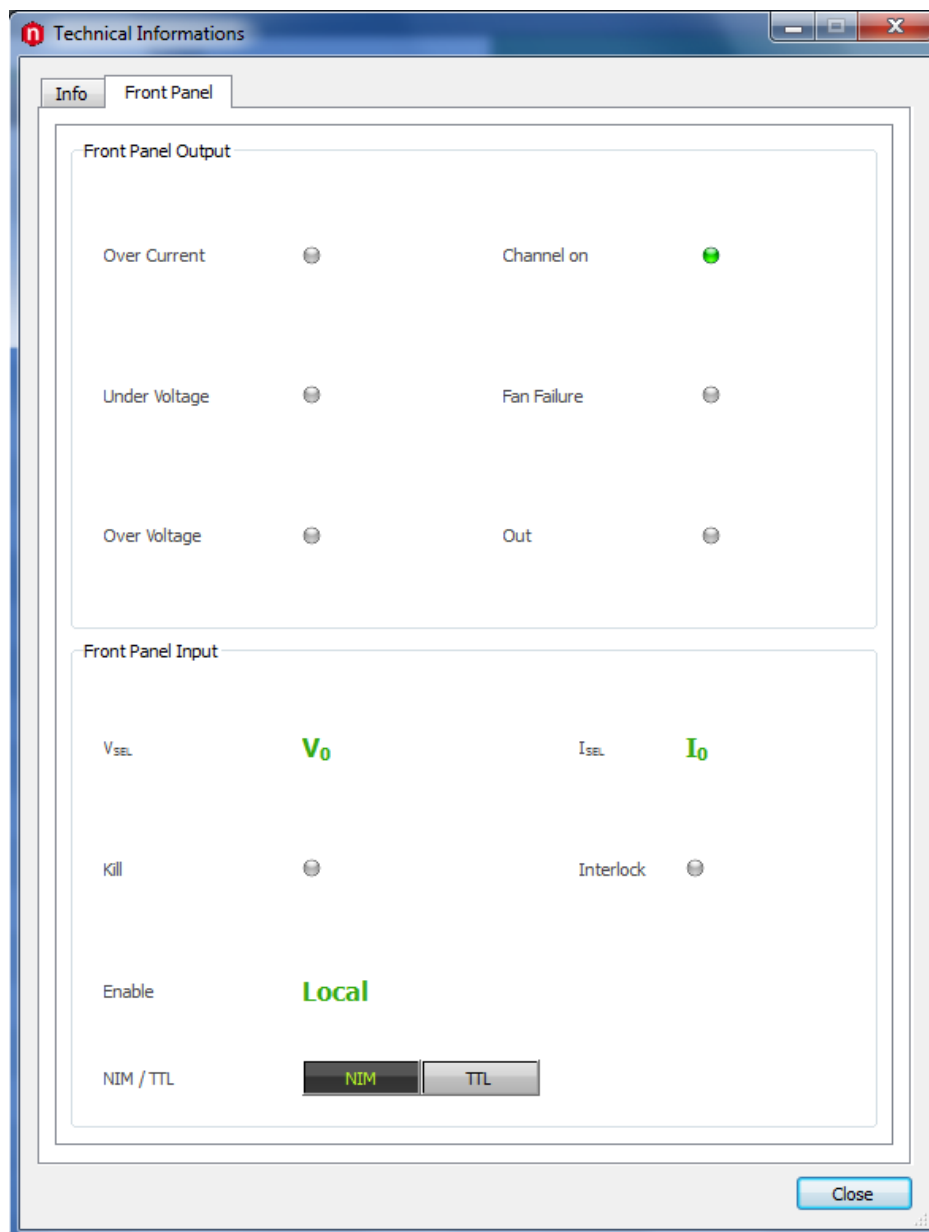 Technical Informations
Info Front Panel
Front Panel Output
Over Current Channel on
Under Voltage Fan Failure
Over Voltage Out
Front Panel Input
VSEL V0 ISEL I0
Kill Interlock
Enable Local
NIM / TTL NIM TTL
Close